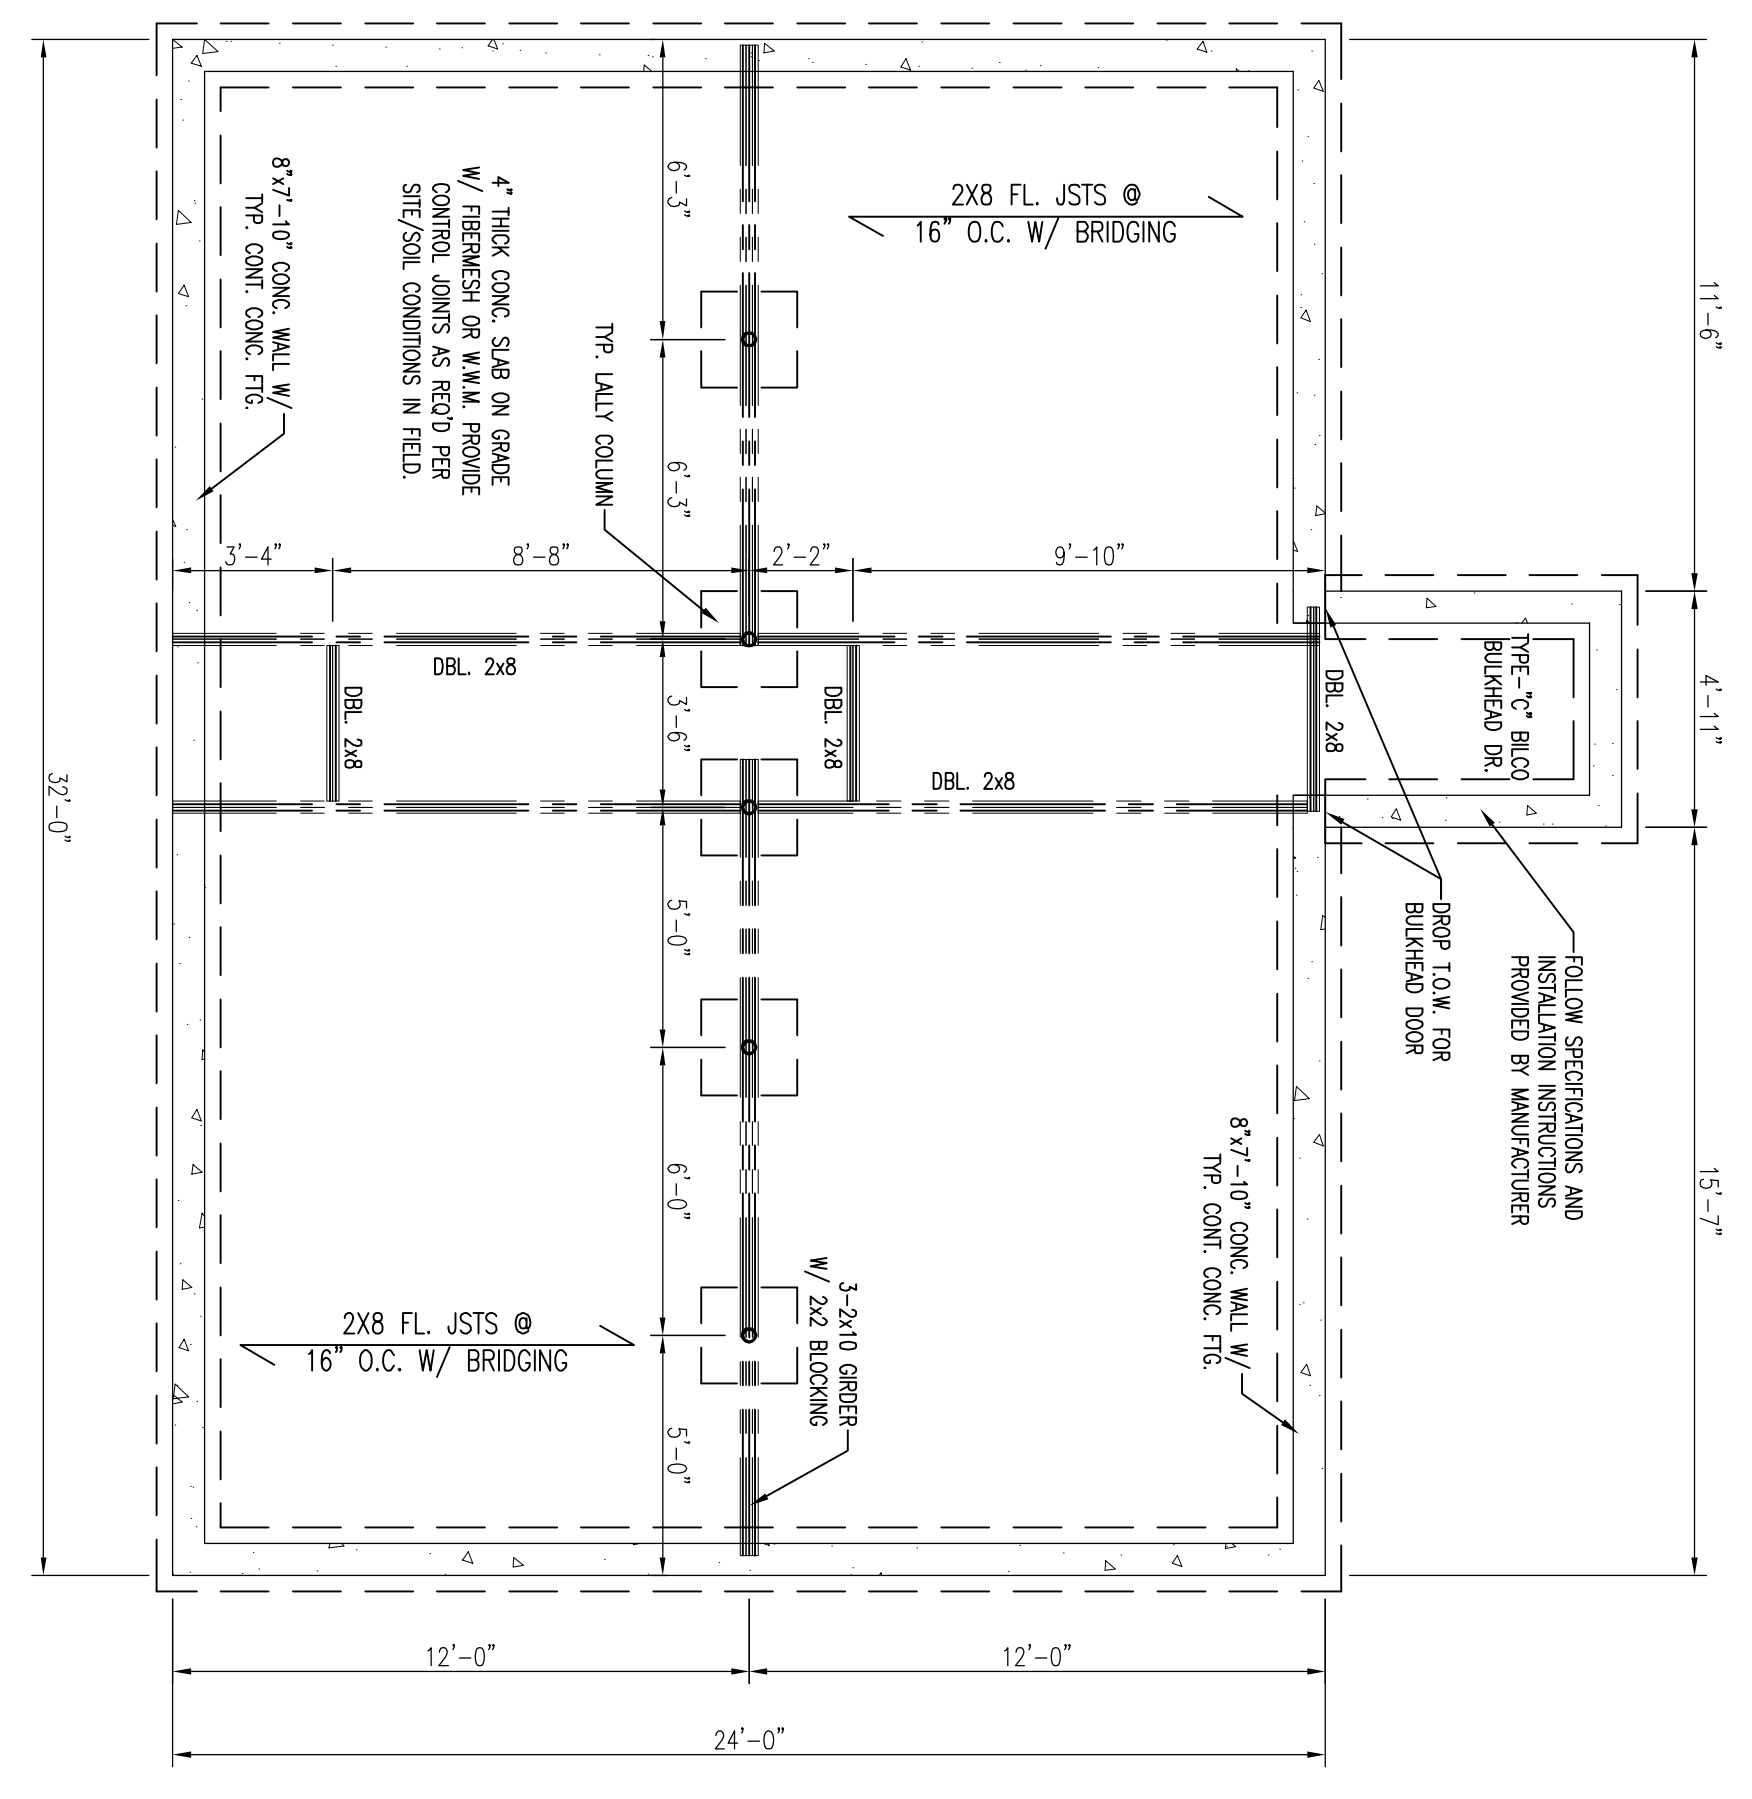 2X8 FL. JSTS @
16" O.C. W/ BRIDGING
11'-6"
6'-3"
8"x7'-10" CONC. WALL W/
TYP. CONT. CONC. FTG.
4" THICK CONC. SLAB ON GRADE
W/ FIBERMESH OR W.W.M. PROVIDE
CONTROL JOINTS AS REQ'D PER
SITE/SOIL CONDITIONS IN FIELD.
TYP. LALLY COLUMN
6'-3"
3'-4"
8'-8"
2'-2"
9'-10"
DBL. 2x8
DBL. 2x8
3'-6"
DBL. 2x8
DBL. 2x8
DBL. 2x8
TYPE-"C" BILCO
BULKHEAD DR.
4'-11"
32'-0"
5'-0"
DROP T.O.W. FOR
BULKHEAD DOOR
FOLLOW SPECIFICATIONS AND
INSTALLATION INSTRUCTIONS
PROVIDED BY MANUFACTURER
15'-7"
6'-0"
8"x7'-10" CONC. WALL W/
TYP. CONT. CONC. FTG.
2X8 FL. JSTS @
16" O.C. W/ BRIDGING
3-2x10 GIRDER
W/ 2x2 BLOCKING
5'-0"
12'-0"
12'-0"
24'-0"